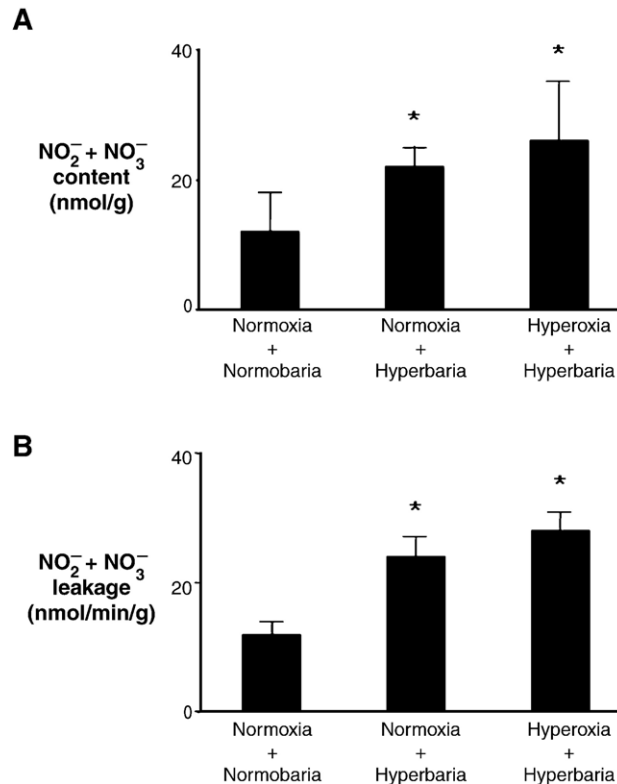 A
NO₂⁻ + NO₃⁻
content
(nmol/g)
40
20
0
*
*
Normoxia
+
Normobaria
Normoxia
+
Hyperbaria
Hyperoxia
+
Hyperbaria
B
NO₂⁻ + NO₃⁻
leakage
(nmol/min/g)
40
20
0
*
*
Normoxia
+
Normobaria
Normoxia
+
Hyperbaria
Hyperoxia
+
Hyperbaria